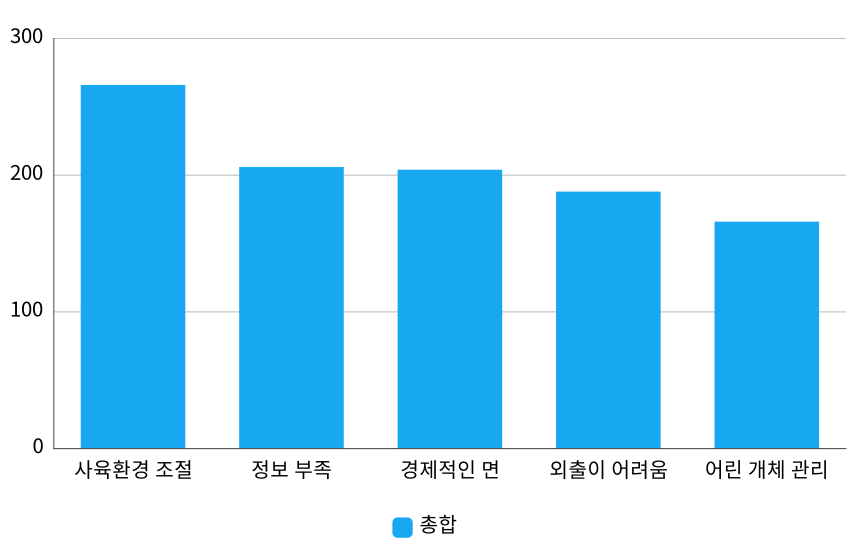 300
200
100
0
사육환경 조절
정보 부족
경제적인 면
외출이 어려움
어린 개체 관리
총합